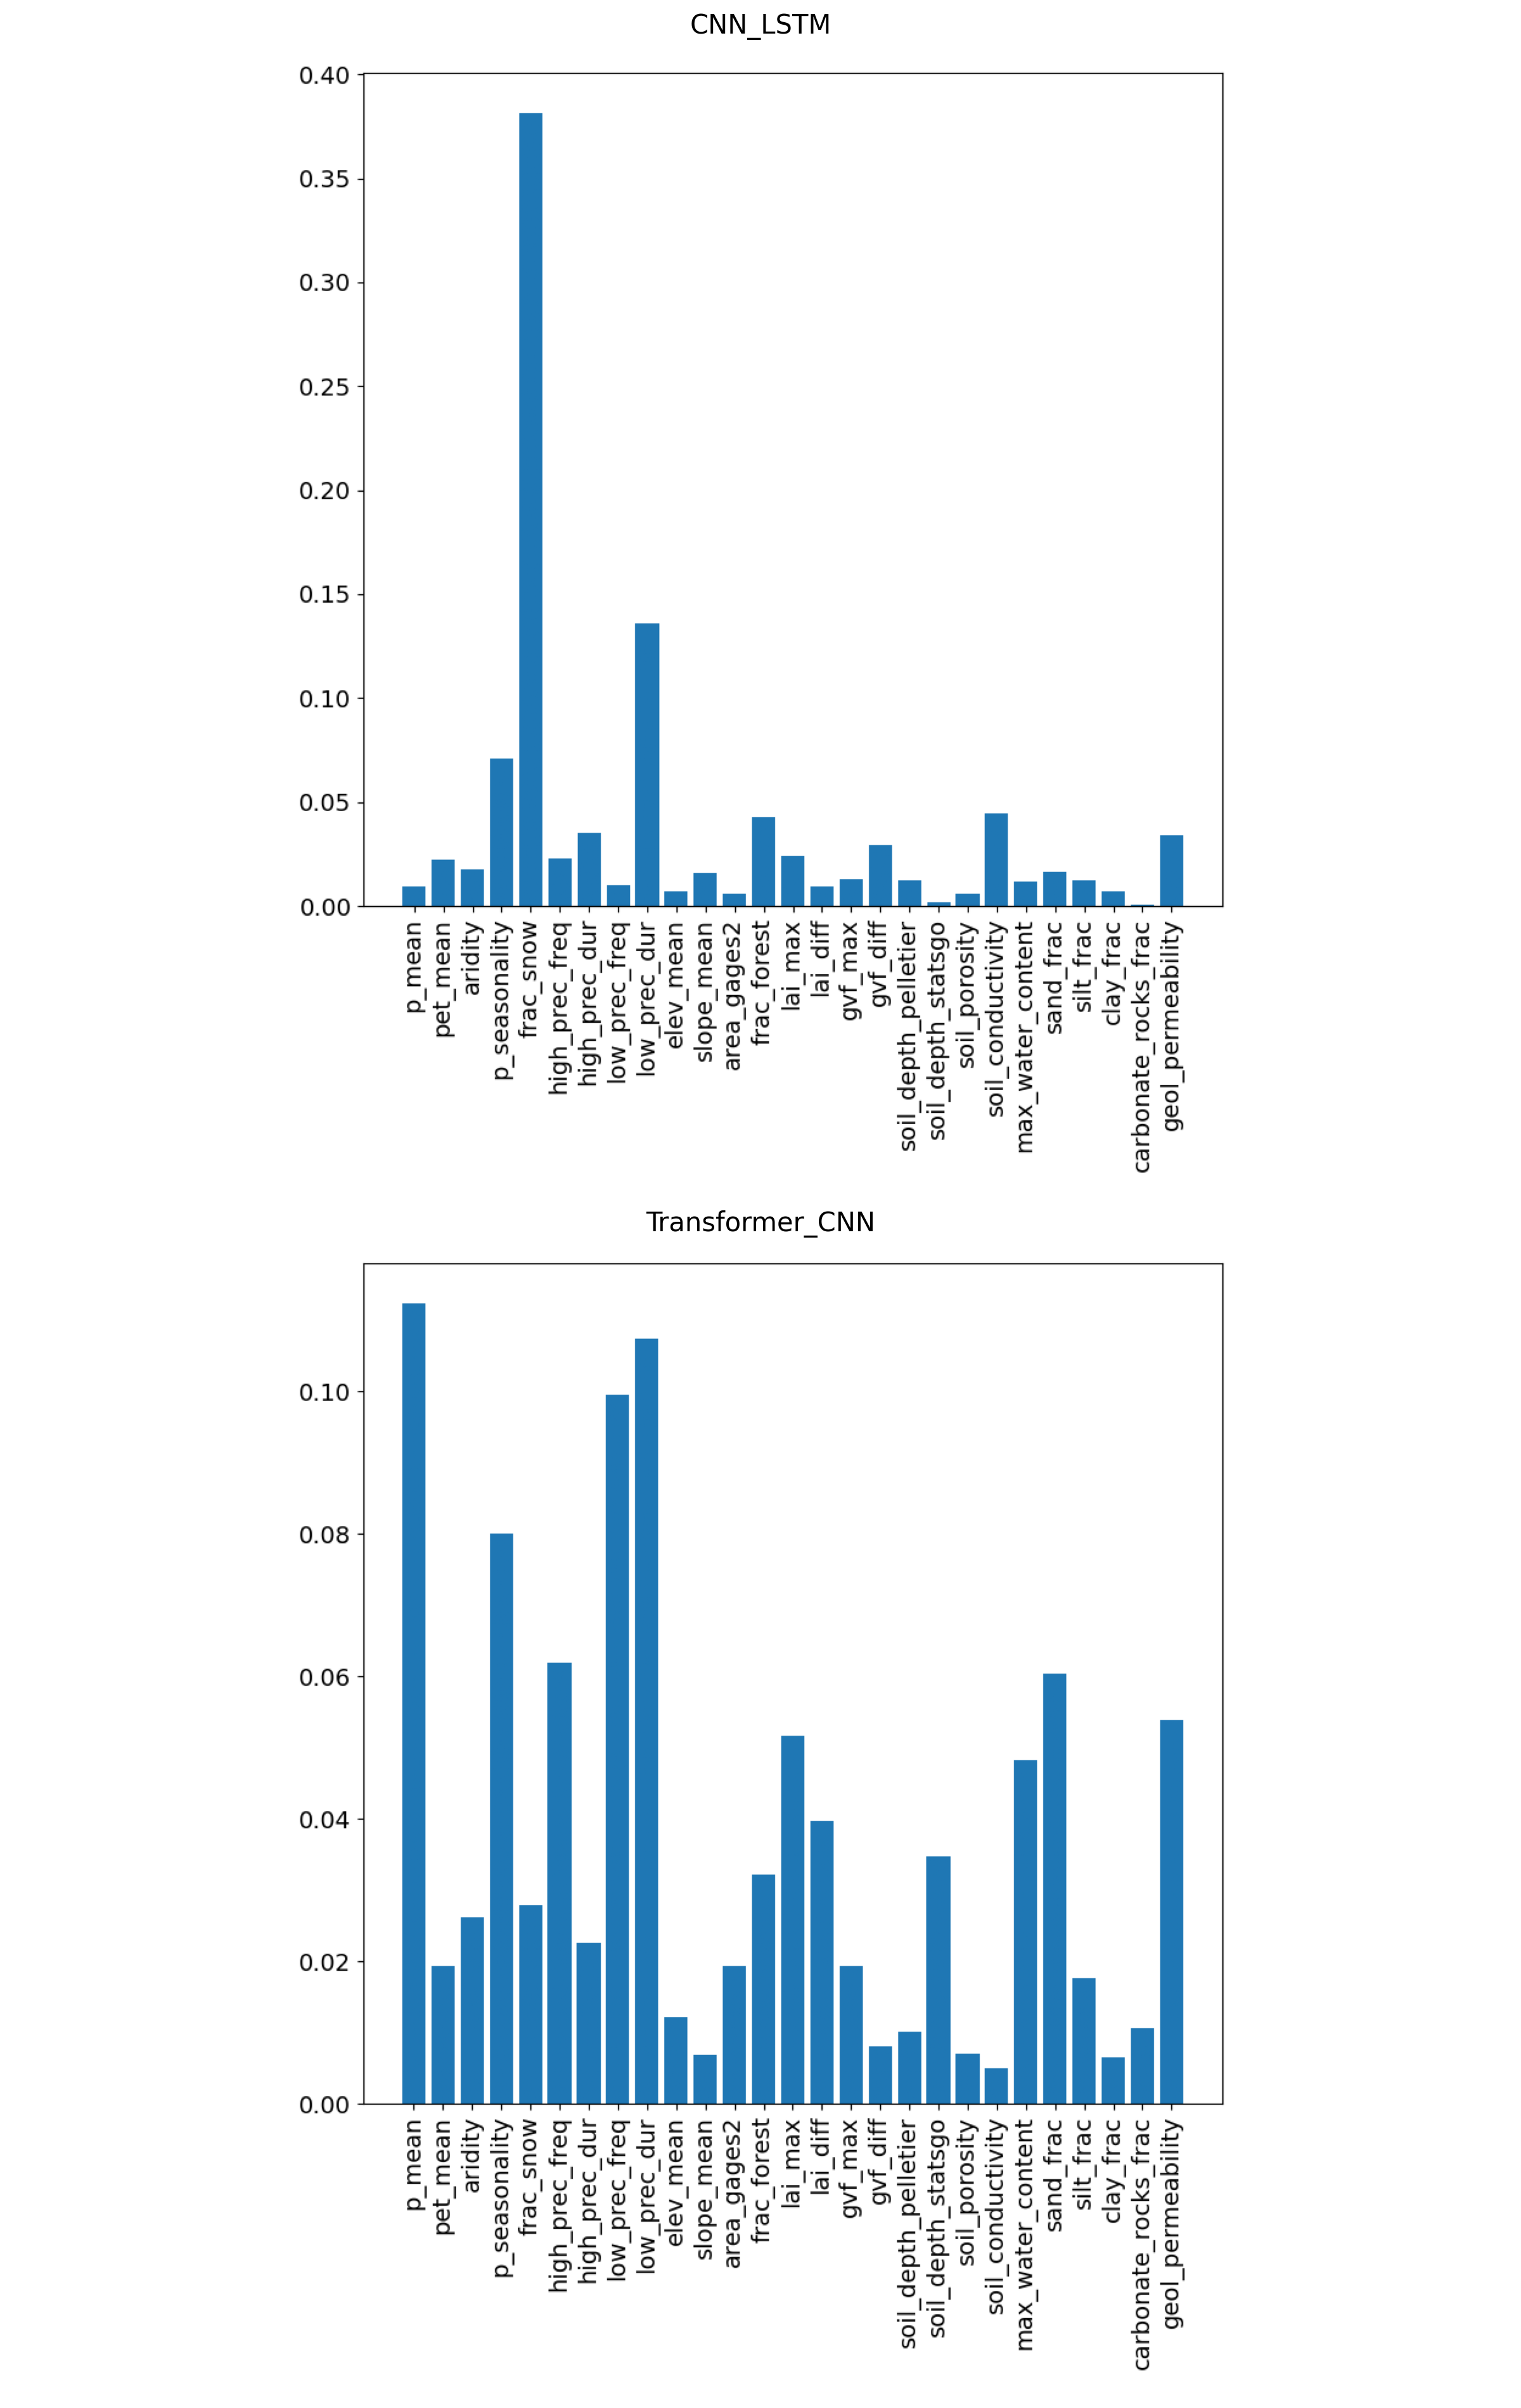 CNN_LSTM
0.40
0.35
0.30
0.25
0.20
0.15
0.10
0.05
0.00
p_mean
pet_mean
aridity
p_seasonality
frac_snow
high_prec_freq
high_prec_dur
low_prec_freq
low_prec_dur
elev_mean
slope_mean
area_gages2
frac_forest
lai_max
lai_diff
gvf_max
gvf_diff
soil_depth_pelletier
soil_depth_statsgo
soil_porosity
soil_conductivity
max_water_content
sand_frac
silt_frac
clay_frac
carbonate_rocks_frac
geol_permeability
Transformer_CNN
0.10
0.08
0.06
0.04
0.02
0.00
p_mean
pet_mean
aridity
p_seasonality
frac_snow
high_prec_freq
high_prec_dur
low_prec_freq
low_prec_dur
elev_mean
slope_mean
area_gages2
frac_forest
lai_max
lai_diff
gvf_max
gvf_diff
soil_depth_pelletier
soil_depth_statsgo
soil_porosity
soil_conductivity
max_water_content
sand_frac
silt_frac
clay_frac
carbonate_rocks_frac
geol_permeability